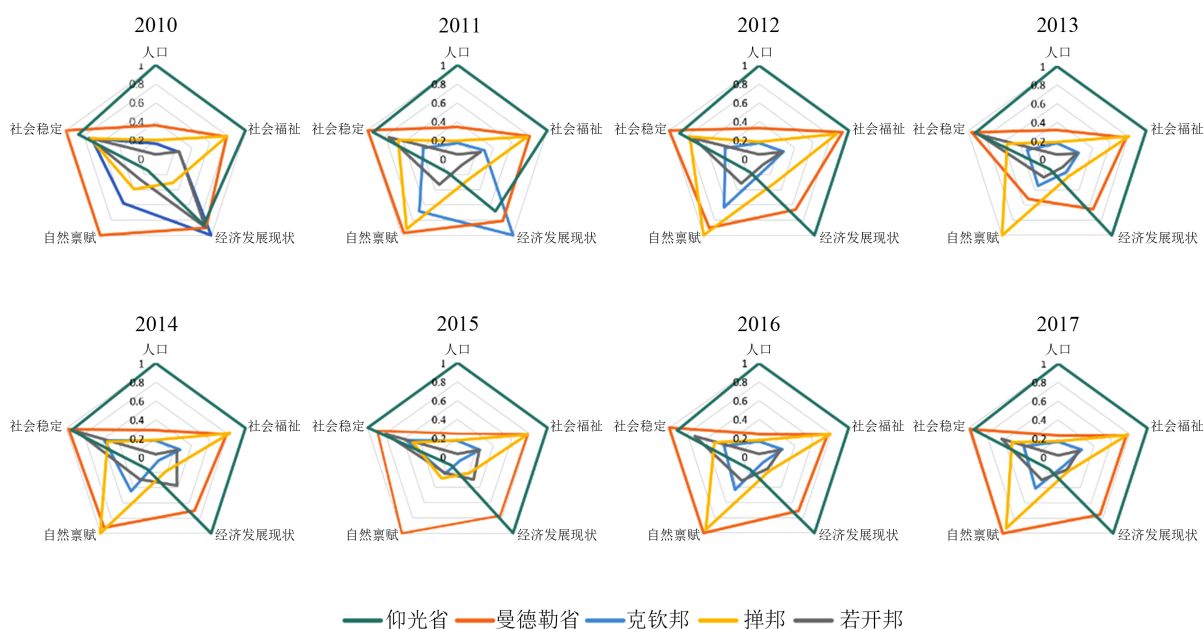 2010
人口
1
0.8
0.6
0.4
0.2
0
社会稳定
社会福祉
自然禀赋
经济发展现状
2011
人口
1
0.8
0.6
0.4
0.2
0
社会稳定
社会福祉
自然禀赋
经济发展现状
2012
人口
1
0.8
0.6
0.4
0.2
0
社会稳定
社会福祉
自然禀赋
经济发展现状
2013
人口
1
0.8
0.6
0.4
0.2
0
社会稳定
社会福祉
自然禀赋
经济发展现状
2014
人口
1
0.8
0.6
0.4
0.2
0
社会稳定
社会福祉
自然禀赋
经济发展现状
2015
人口
1
0.8
0.6
0.4
0.2
0
社会稳定
社会福祉
自然禀赋
经济发展现状
2016
人口
1
0.8
0.6
0.4
0.2
0
社会稳定
社会福祉
自然禀赋
经济发展现状
2017
人口
1
0.8
0.6
0.4
0.2
0
社会稳定
社会福祉
自然禀赋
经济发展现状
仰光省 曼德勒省 克钦邦 掸邦 若开邦